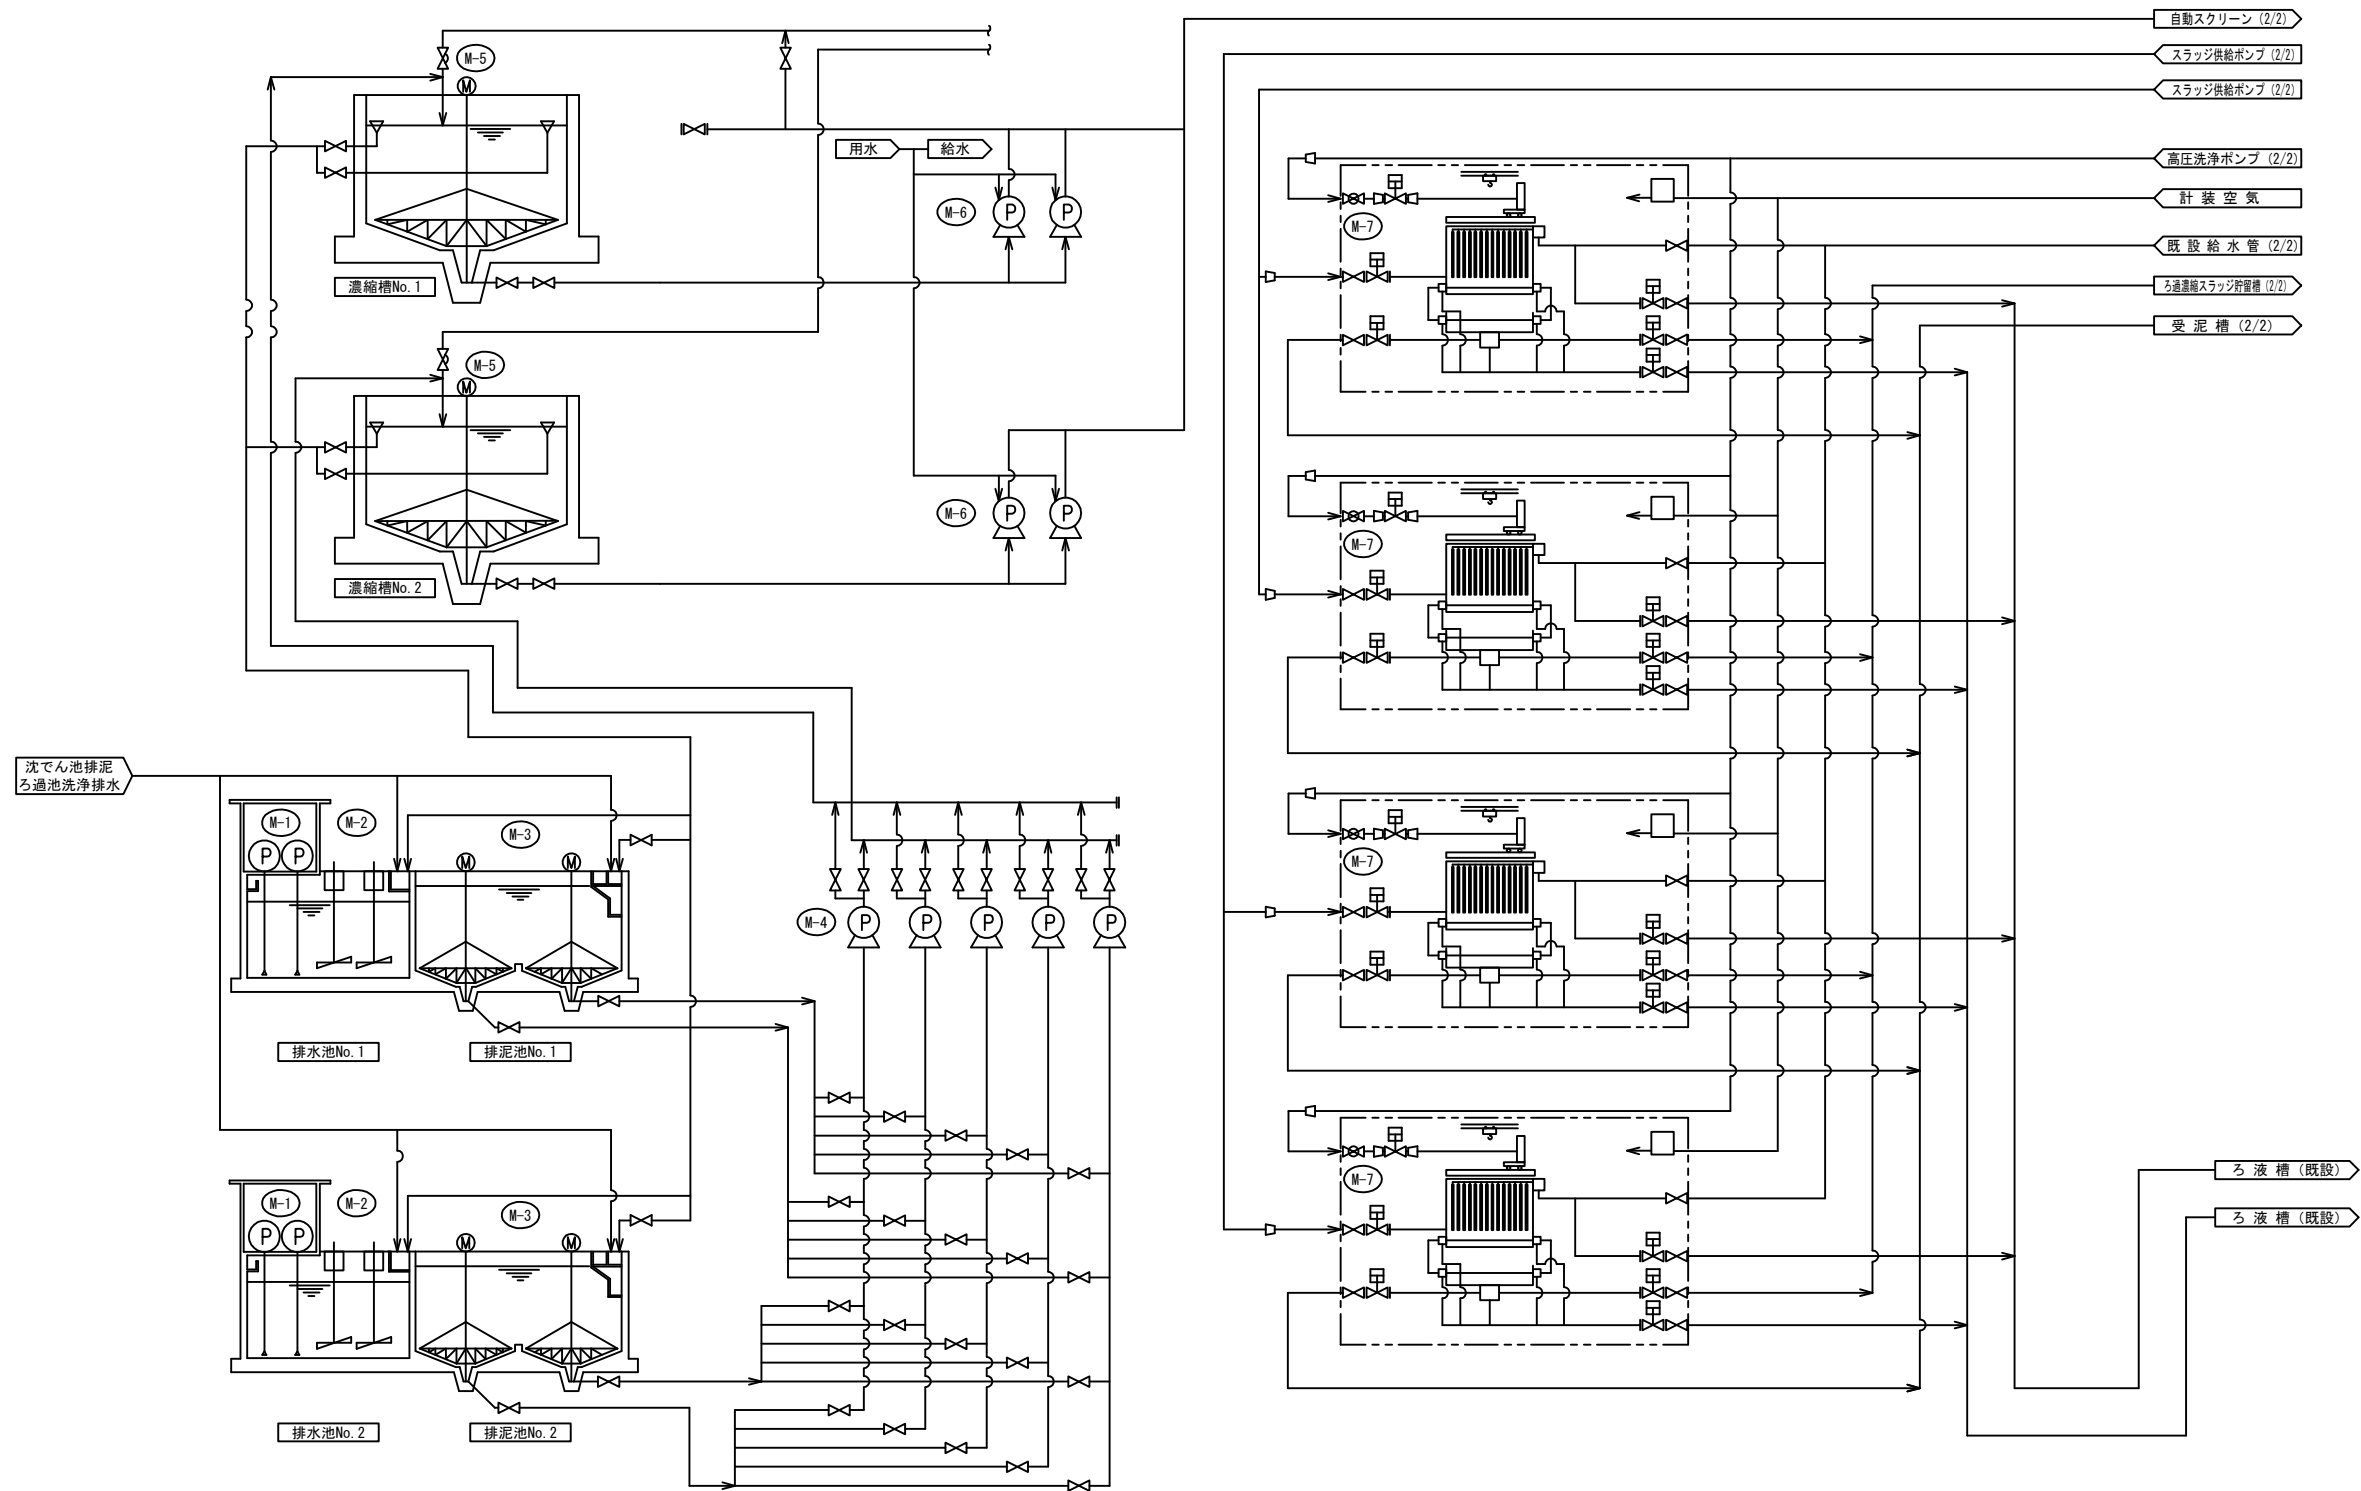 自動スクリーン (2/2)
スラッジ供給ポンプ (2/2)
スラッジ供給ポンプ (2/2)
高圧洗浄ポンプ (2/2)
計 装 空 気
既 設 給 水 管 (2/2)
ろ過濃縮スラッジ貯留槽 (2/2)
受 泥 槽 (2/2)
M-5
M
用水
給水
M-6
P
P
濃縮槽No.1
M-5
M
M-6
P
P
濃縮槽No.2
M-7
M-7
M-7
M-7
沈でん池排泥
ろ過池洗浄排水
M-1
M-2
M-3
P
P
M
M
M-4
P
P
P
P
P
排水池No.1
排泥池No.1
M-1
M-2
M-3
P
P
M
M
排水池No.2
排泥池No.2
ろ 液 槽 (既設)
ろ 液 槽 (既設)